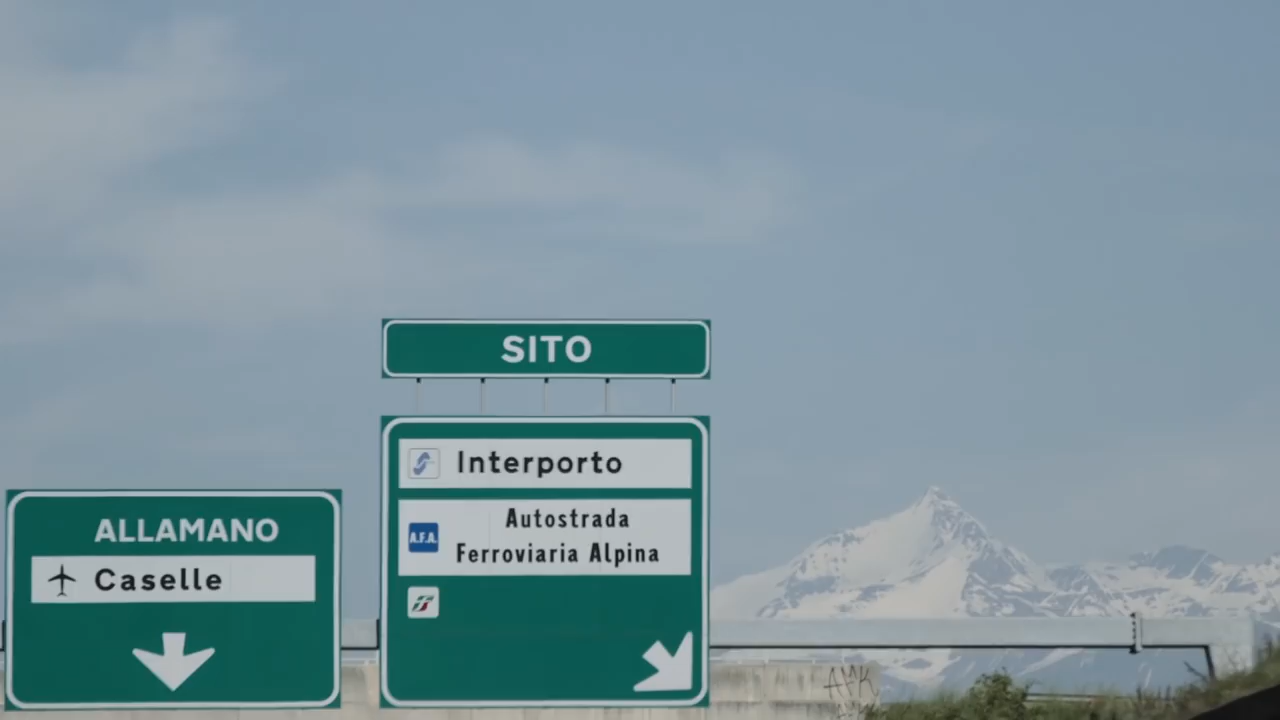 SITO
Interporto
A.F.A.
Autostrada
Ferroviaria Alpina
ALLAMANO
Caselle